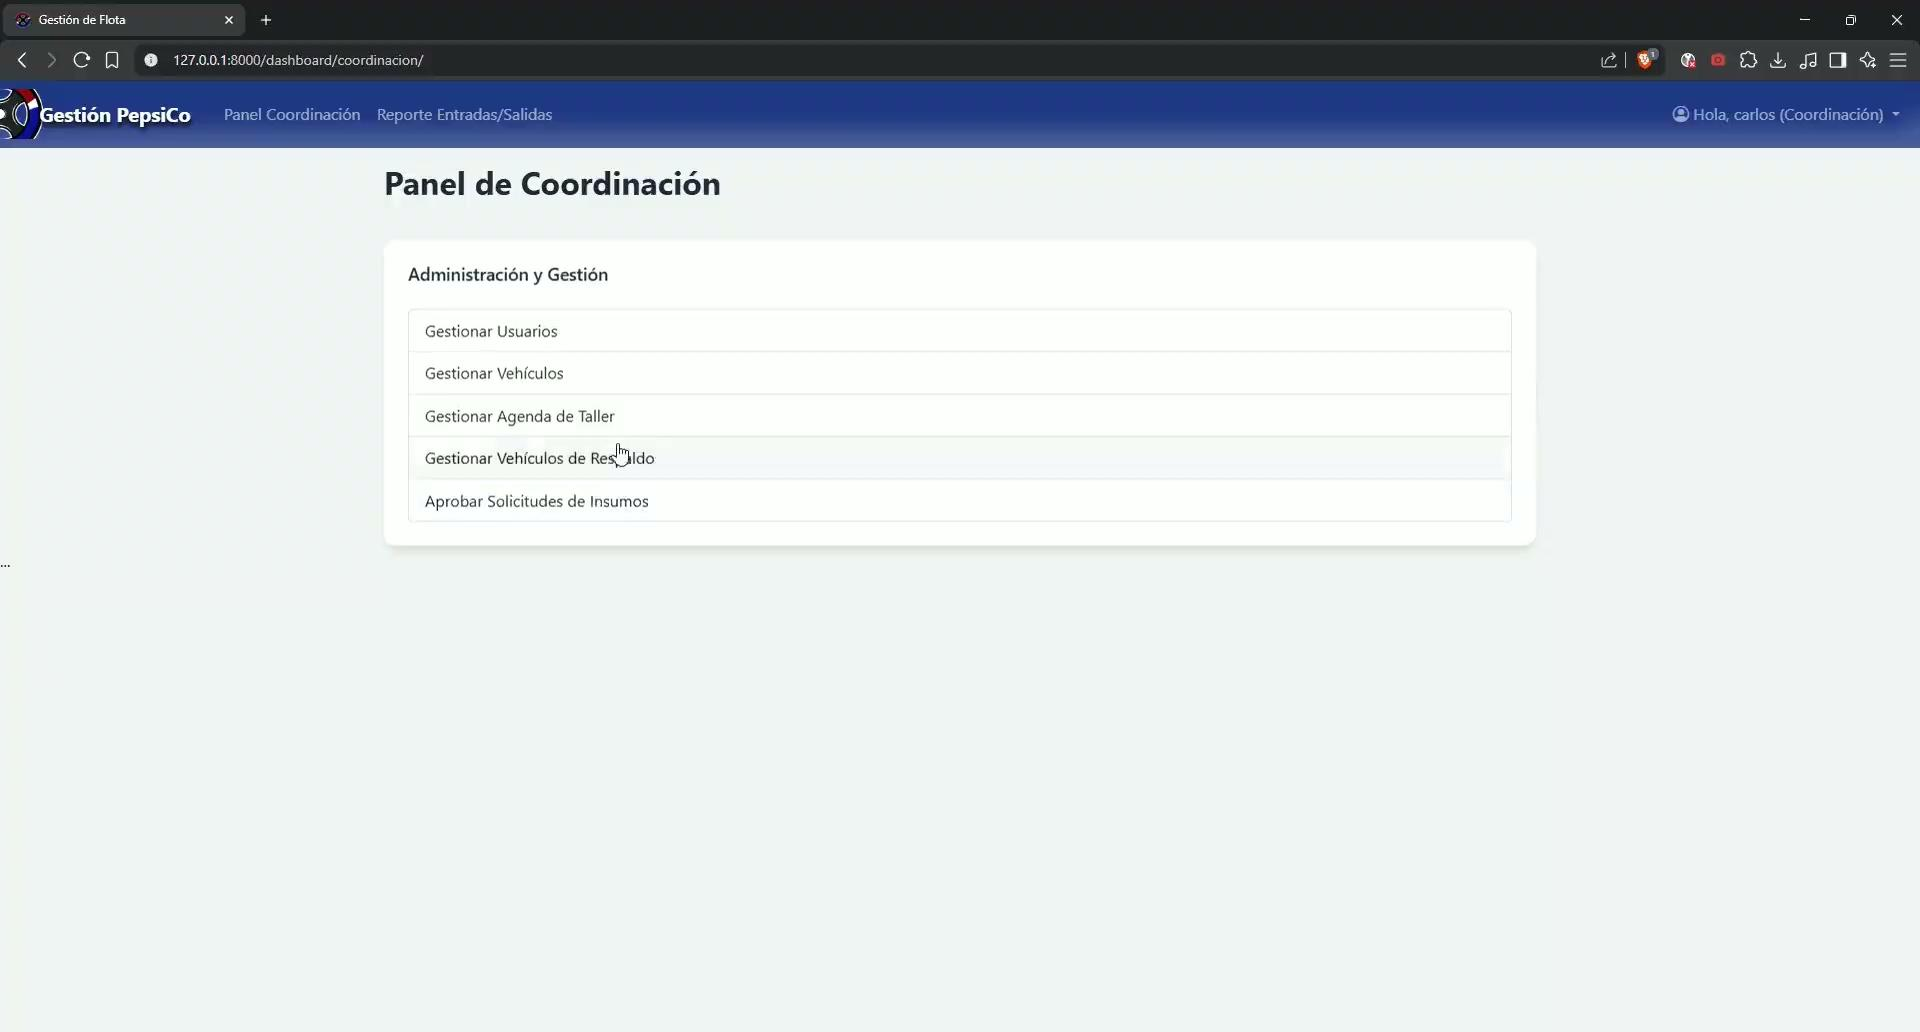 Gestión de Flota
127.0.0.1:8000/dashboard/coordinacion/
1
Gestión PepsiCo
Panel Coordinación
Reporte Entradas/Salidas
Hola, carlos (Coordinación)
Panel de Coordinación
Administración y Gestión
Gestionar Usuarios
Gestionar Vehículos
Gestionar Agenda de Taller
Gestionar Vehículos de Respaldo
Aprobar Solicitudes de Insumos
...